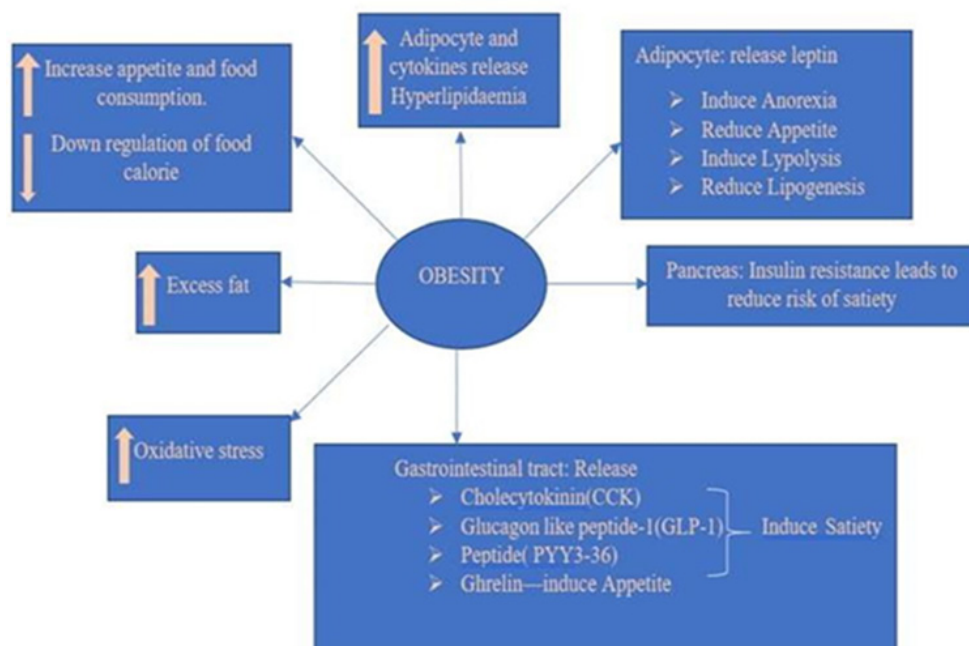 Increase appetite and food
consumption.
Down regulation of food
calorie
Adipocyte and
cytokines release
Hyperlipidaemia
Adipocyte: release leptin
➤ Induce Anorexia
➤ Reduce Appetite
➤ Induce Lypolysis
➤ Reduce Lipogenesis
Excess fat
OBESITY
Pancreas: Insulin resistance leads to
reduce risk of satiety
Oxidative stress
Gastrointestinal tract: Release
➤ Cholecytokinin(CCK)
➤ Glucagon like peptide-1(GLP-1)
➤ Peptide( PYY3-36)
➤ Ghrelin—induce Appetite
Induce Satiety